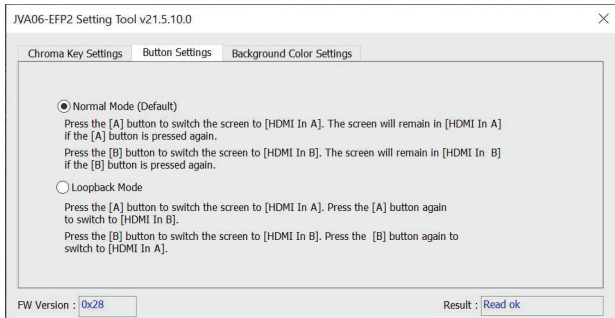 JVA06-EFP2 Setting Tool v21.5.10.0
Chroma Key Settings Button Settings Background Color Settings
Normal Mode (Default)
Press the [A] button to switch the screen to [HDMI In A]. The screen will remain in [HDMI In A]
if the [A] button is pressed again.
Press the [B] button to switch the screen to [HDMI In B]. The screen will remain in [HDMI In B]
if the [B] button is pressed again.
Loopback Mode
Press the [A] button to switch the screen to [HDMI In A]. Press the [A] button again
to switch to [HDMI In B].
Press the [B] button to switch the screen to [HDMI In B]. Press the [B] button again to
switch to [HDMI In A].
FW Version : 0x28 Result : Read ok